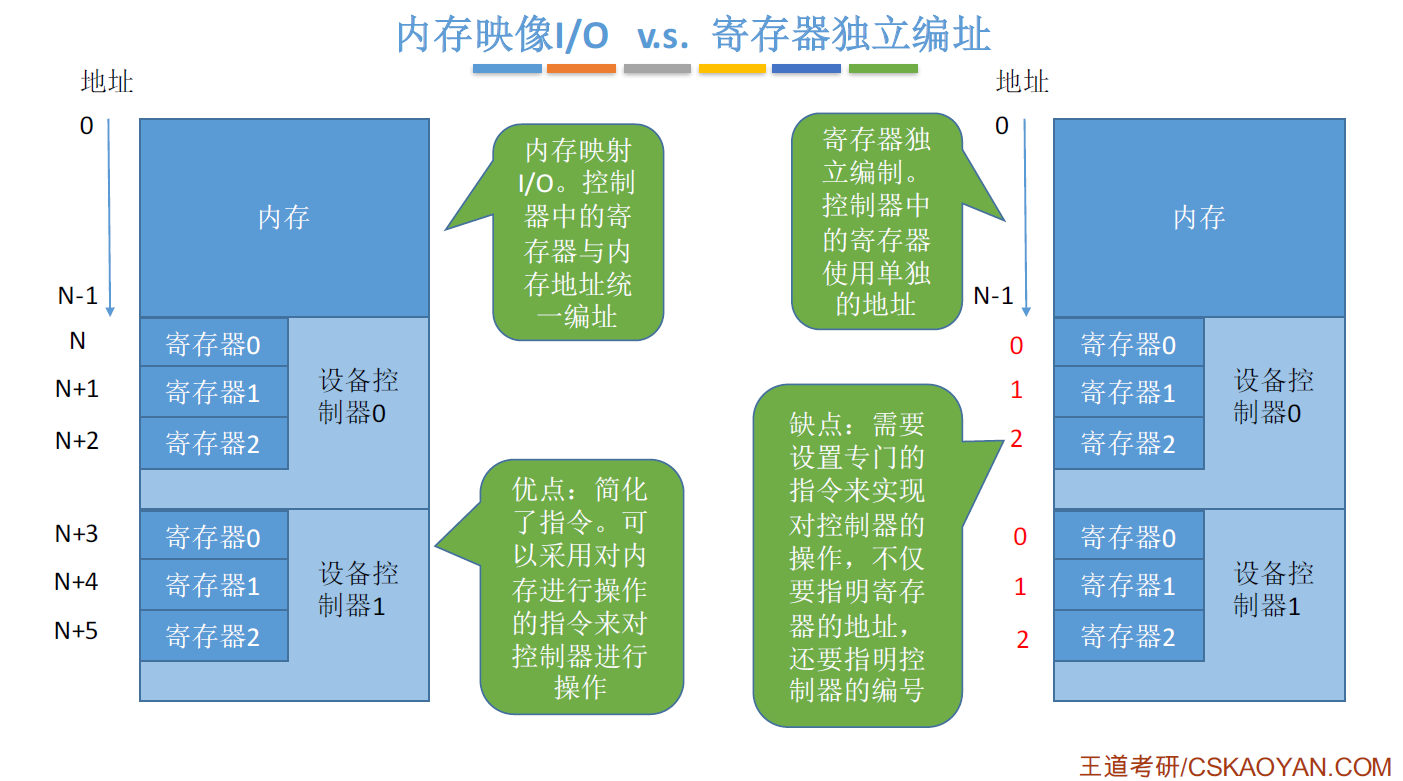 内存映像I/O v.s. 寄存器独立编址
地址
0
内存
N-1
N
寄存器0
N+1
寄存器1
N+2
寄存器2
设备控
制器0
N+3
寄存器0
N+4
寄存器1
N+5
寄存器2
设备控
制器1
内存映射
I/O。控制
器中的寄
存器与内
存地址统
一编址
优点：简化
了指令。可
以采用对内
存进行操作
的指令来对
控制器进行
操作
寄存器独
立编制。
控制器中
的寄存器
使用单独
的地址
缺点：需要
设置专门的
指令来实现
对控制器的
操作，不仅
要指明寄存
器的地址，
还要指明控
制器的编号
地址
0
内存
N-1
0
寄存器0
1
寄存器1
2
寄存器2
设备控
制器0
0
寄存器0
1
寄存器1
2
寄存器2
设备控
制器1
王道考研/CSKAOYAN.COM